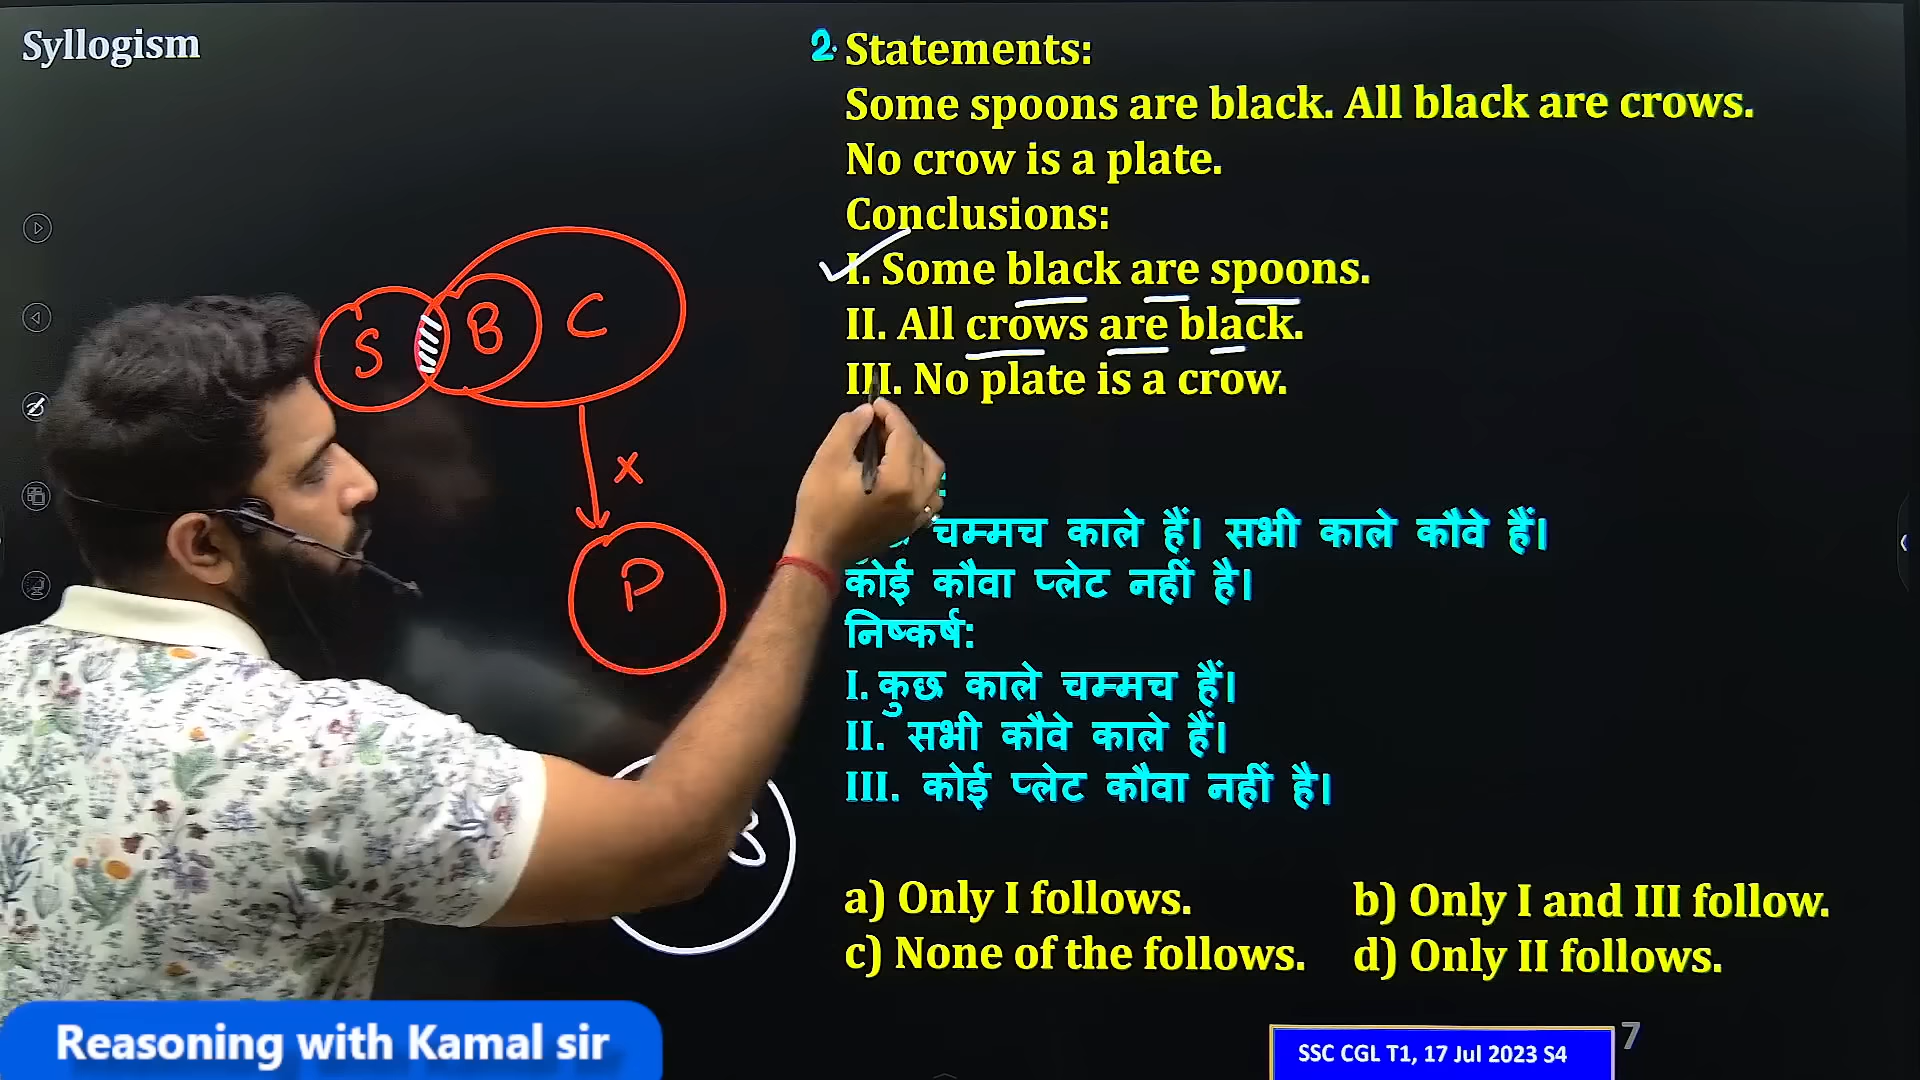 Syllogism
2. Statements:
Some spoons are black. All black are crows.
No crow is a plate.
Conclusions:
I. Some black are spoons.
II. All crows are black.
III. No plate is a crow.
S B C
x
P
:
चम्मच काले हैं। सभी काले कौवे हैं।
कोई कौवा प्लेट नहीं है।
निष्कर्ष:
I. कुछ काले चम्मच हैं।
II. सभी कौवे काले हैं।
III. कोई प्लेट कौवा नहीं है।
a) Only I follows. b) Only I and III follow.
c) None of the follows. d) Only II follows.
Reasoning with Kamal sir
SSC CGL T1, 17 Jul 2023 S4
7